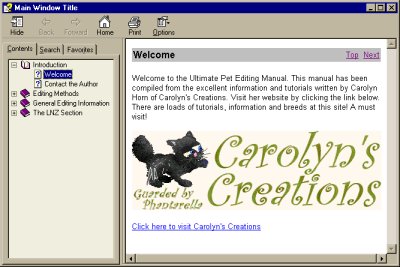 Main Window Title
Hide Back Forward Home Print Options
Contents Search Favorites
Introduction
Welcome
Contact the Author
Editing Methods
General Editing Information
The LNZ Section
Welcome Top Next
Welcome to the Ultimate Pet Editing Manual. This manual has been
compiled from the excellent information and tutorials written by Carolyn
Horn of Carolyn's Creations. Visit her website by clicking the link below.
There are loads of tutorials, information and breeds at this site! A must
visit!
Carolyn's
Creations
Guarded by
Phantarella
Click here to visit Carolyn's Creations